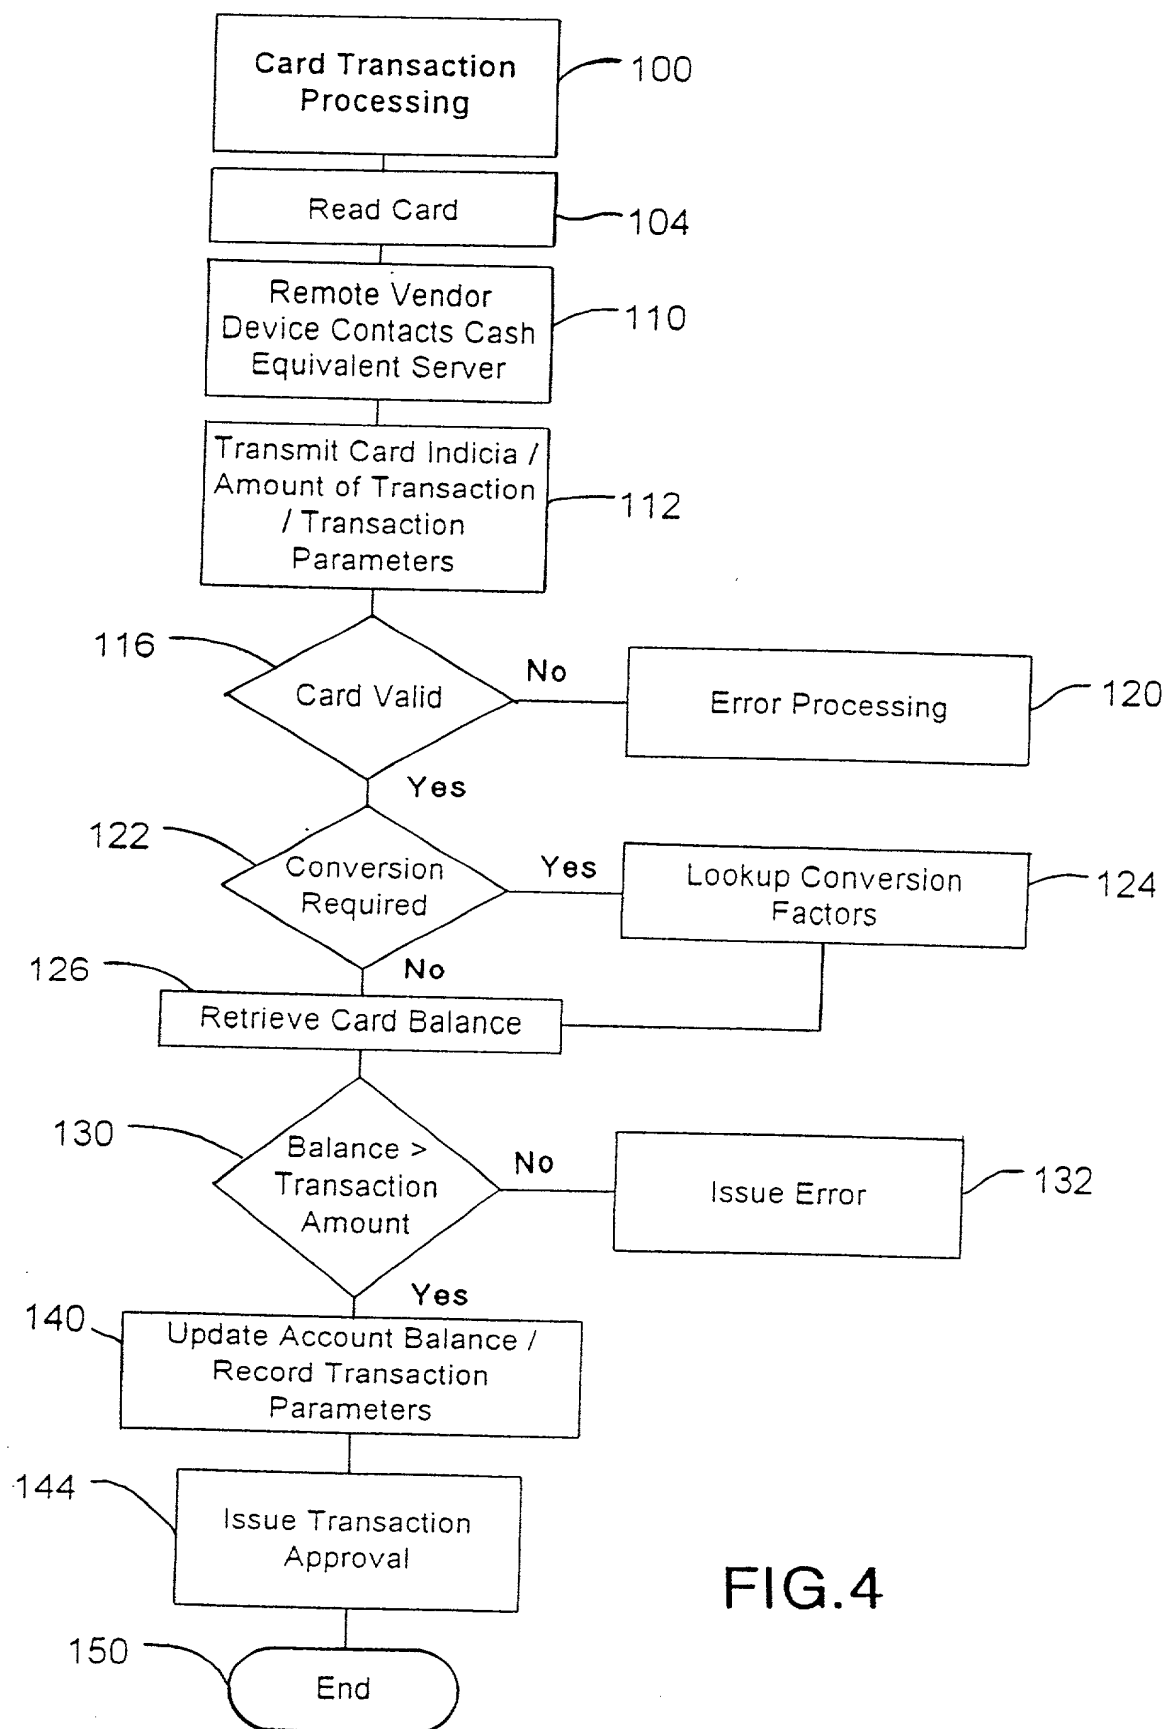 Card Transaction
Processing
100
Read Card
104
Remote Vendor
Device Contacts Cash
Equivalent Server
110
Transmit Card Indicia /
Amount of Transaction
/ Transaction
Parameters
112
116
Card Valid
No
Error Processing
120
Yes
122
Conversion
Required
Yes
Lookup Conversion
Factors
124
No
126
Retrieve Card Balance
130
Balance >
Transaction
Amount
No
Issue Error
132
Yes
140
Update Account Balance /
Record Transaction
Parameters
144
Issue Transaction
Approval
FIG.4
150
End